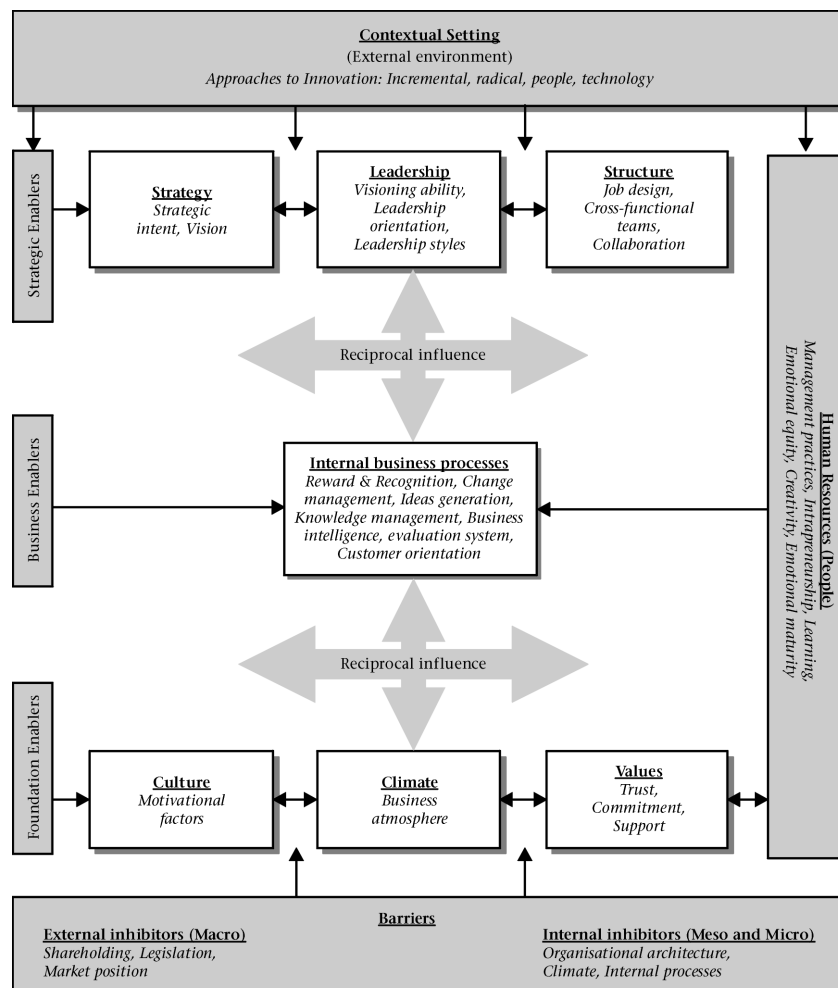 Contextual Setting
(External environment)
Approaches to Innovation: Incremental, radical, people, technology
Strategic Enablers
Strategy
Strategic
intent, Vision
Leadership
Visioning ability,
Leadership
orientation,
Leadership styles
Structure
Job design,
Cross-functional
teams,
Collaboration
Reciprocal influence
Business Enablers
Internal business processes
Reward & Recognition, Change
management, Ideas generation,
Knowledge management, Business
intelligence, evaluation system,
Customer orientation
Human Resources (People)
Management practices, Intrapreneurship, Learning,
Emotional equity, Creativity, Emotional maturity
Reciprocal influence
Foundation Enablers
Culture
Motivational
factors
Climate
Business
atmosphere
Values
Trust,
Commitment,
Support
Barriers
External inhibitors (Macro)
Shareholding, Legislation,
Market position
Internal inhibitors (Meso and Micro)
Organisational architecture,
Climate, Internal processes